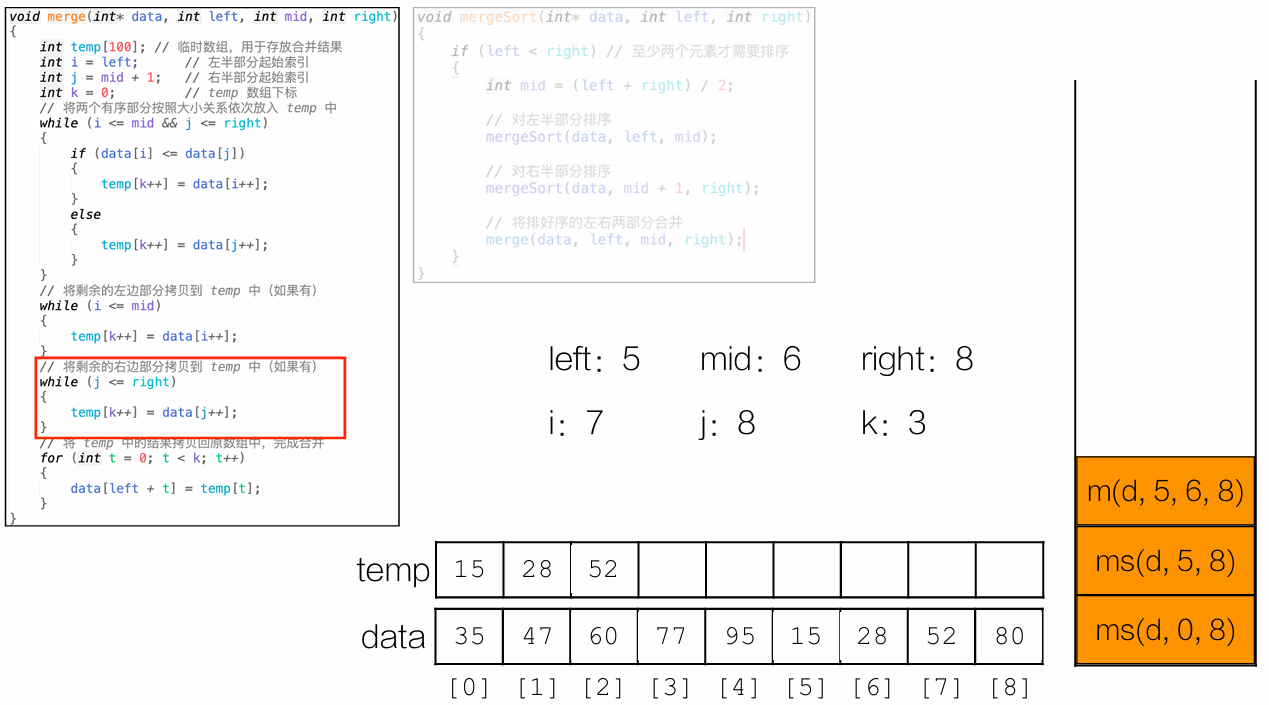 void merge(int* data, int left, int mid, int right)
{
    int temp[100]; // 临时数组，用于存放合并结果
    int i = left;      // 左半部分起始索引
    int j = mid + 1;   // 右半部分起始索引
    int k = 0;         // temp 数组下标
    // 将两个有序部分按照大小关系依次放入 temp 中
    while (i <= mid && j <= right)
    {
        if (data[i] <= data[j])
        {
            temp[k++] = data[i++];
        }
        else
        {
            temp[k++] = data[j++];
        }
    }
    // 将剩余的左边部分拷贝到 temp 中（如果有）
    while (i <= mid)
    {
        temp[k++] = data[i++];
    }
    // 将剩余的右边部分拷贝到 temp 中（如果有）
    while (j <= right)
    {
        temp[k++] = data[j++];
    }
    // 将 temp 中的结果拷贝回原数组中，完成合并
    for (int t = 0; t < k; t++)
    {
        data[left + t] = temp[t];
    }
}
void mergeSort(int* data, int left, int right)
{
    if (left < right) // 至少两个元素才需要排序
    {
        int mid = (left + right) / 2;
        // 对左半部分排序
        mergeSort(data, left, mid);
        // 对右半部分排序
        mergeSort(data, mid + 1, right);
        // 将排好序的左右两部分合并
        merge(data, left, mid, right);
    }
}
left: 5 mid: 6 right: 8
i: 7 j: 8 k: 3
m(d, 5, 6, 8)
ms(d, 5, 8)
ms(d, 0, 8)
temp 15 28 52
data 35 47 60 77 95 15 28 52 80
[0] [1] [2] [3] [4] [5] [6] [7] [8]